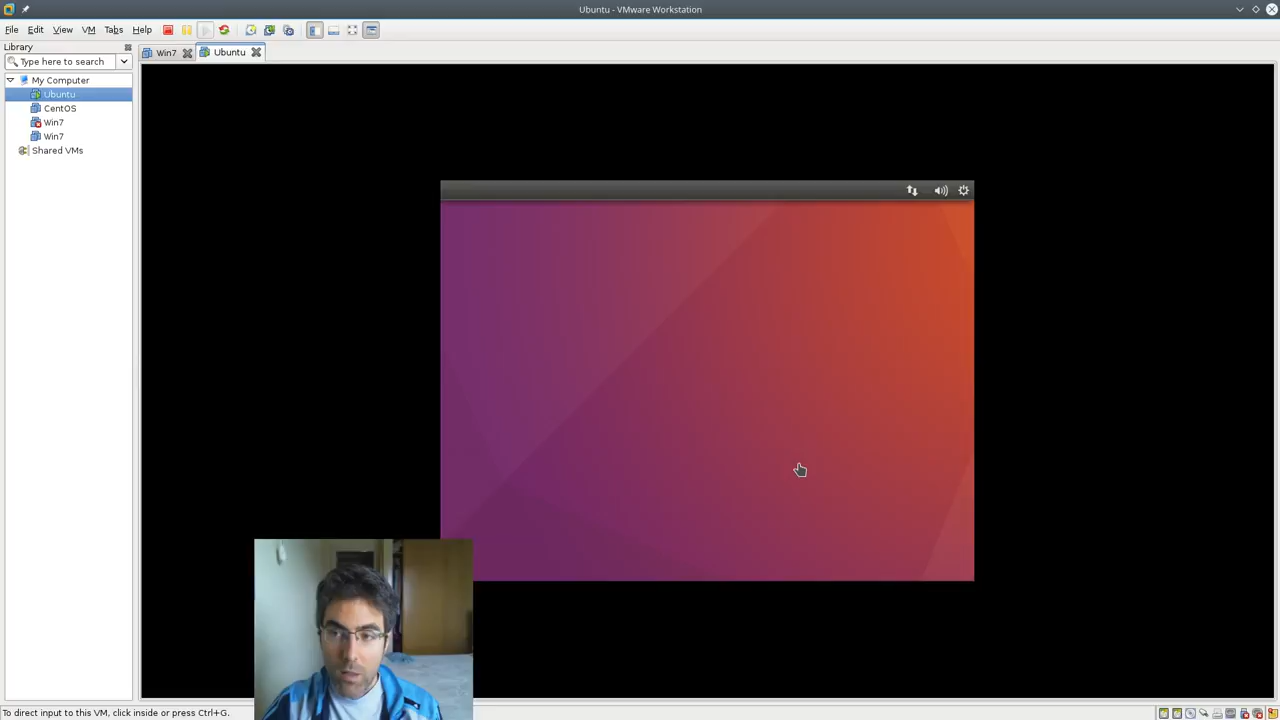 Ubuntu - VMware Workstation
File Edit View VM Tabs Help
Library
Type here to search
My Computer
Ubuntu
CentOS
Win7
Win7
Shared VMs
Win7
Ubuntu
To direct input to this VM, click inside or press Ctrl+G.